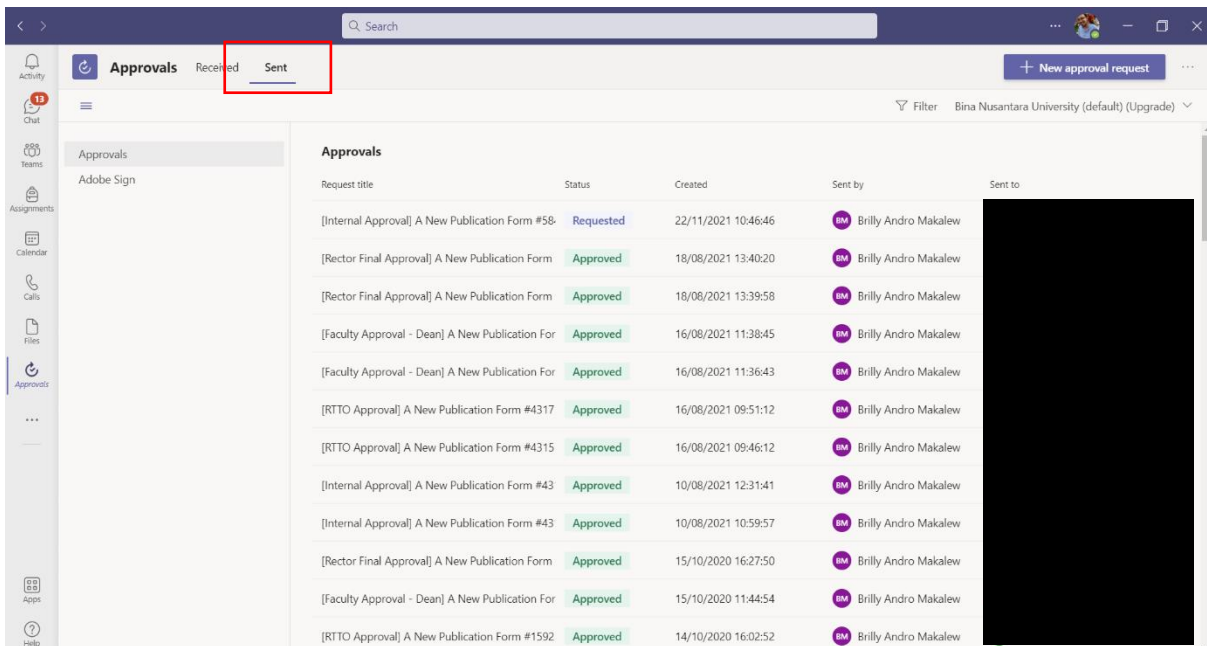 Search
Activity
13
Chat
Teams
Assignments
Calendar
Calls
Files
Approvals
Apps
Help
Approvals Received Sent
New approval request
Filter Bina Nusantara University (default) (Upgrade)
Approvals
Adobe Sign
Approvals
Request title Status Created Sent by Sent to
[Internal Approval] A New Publication Form #58 Requested 22/11/2021 10:46:46 BM Brilly Andro Makalew
[Rector Final Approval] A New Publication Form Approved 18/08/2021 13:40:20 BM Brilly Andro Makalew
[Rector Final Approval] A New Publication Form Approved 18/08/2021 13:39:58 BM Brilly Andro Makalew
[Faculty Approval - Dean] A New Publication For Approved 16/08/2021 11:38:45 BM Brilly Andro Makalew
[Faculty Approval - Dean] A New Publication For Approved 16/08/2021 11:36:43 BM Brilly Andro Makalew
[RTTO Approval] A New Publication Form #4317 Approved 16/08/2021 09:51:12 BM Brilly Andro Makalew
[RTTO Approval] A New Publication Form #4315 Approved 16/08/2021 09:46:12 BM Brilly Andro Makalew
[Internal Approval] A New Publication Form #43 Approved 10/08/2021 12:31:41 BM Brilly Andro Makalew
[Internal Approval] A New Publication Form #43 Approved 10/08/2021 10:59:57 BM Brilly Andro Makalew
[Rector Final Approval] A New Publication Form Approved 15/10/2020 16:27:50 BM Brilly Andro Makalew
[Faculty Approval - Dean] A New Publication For Approved 15/10/2020 11:44:54 BM Brilly Andro Makalew
[RTTO Approval] A New Publication Form #1592 Approved 14/10/2020 16:02:52 BM Brilly Andro Makalew